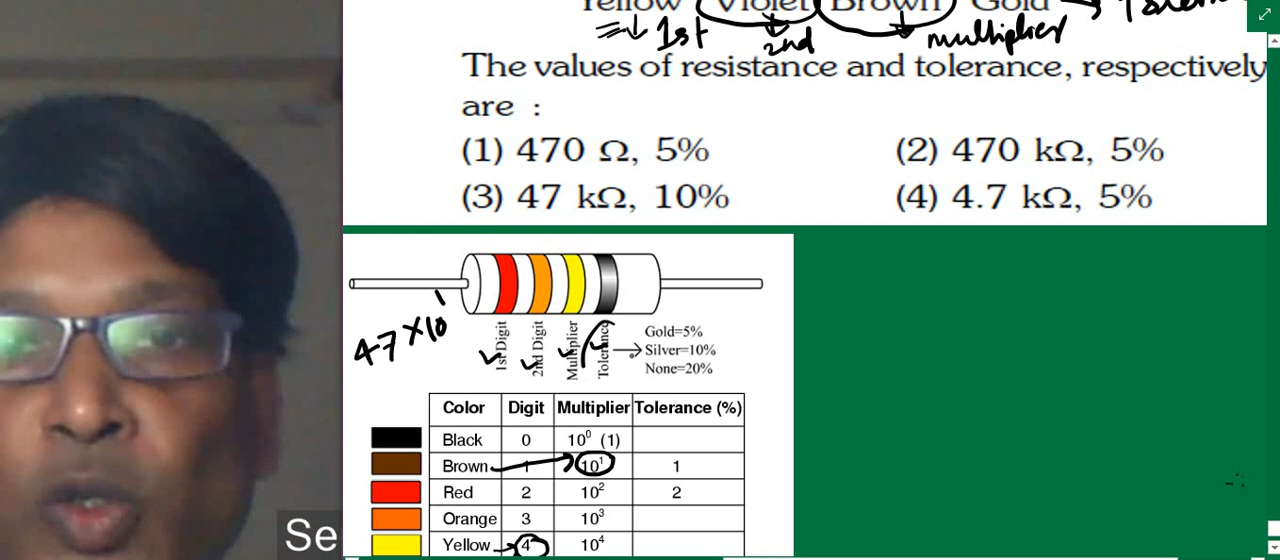 Yellow Violet Brown Gold
1st 2nd multiplier
The values of resistance and tolerance, respectively
are :
(1) 470 Ω, 5% (2) 470 kΩ, 5%
(3) 47 kΩ, 10% (4) 4.7 kΩ, 5%
47 × 10¹
1st Digit
2nd Digit
Multiplier
Tolerance
Gold=5%
Silver=10%
None=20%
Color Digit Multiplier Tolerance (%)
Black 0 10⁰ (1)
Brown 1 10¹ 1
Red 2 10² 2
Orange 3 10³
Yellow 4 10⁴
Se